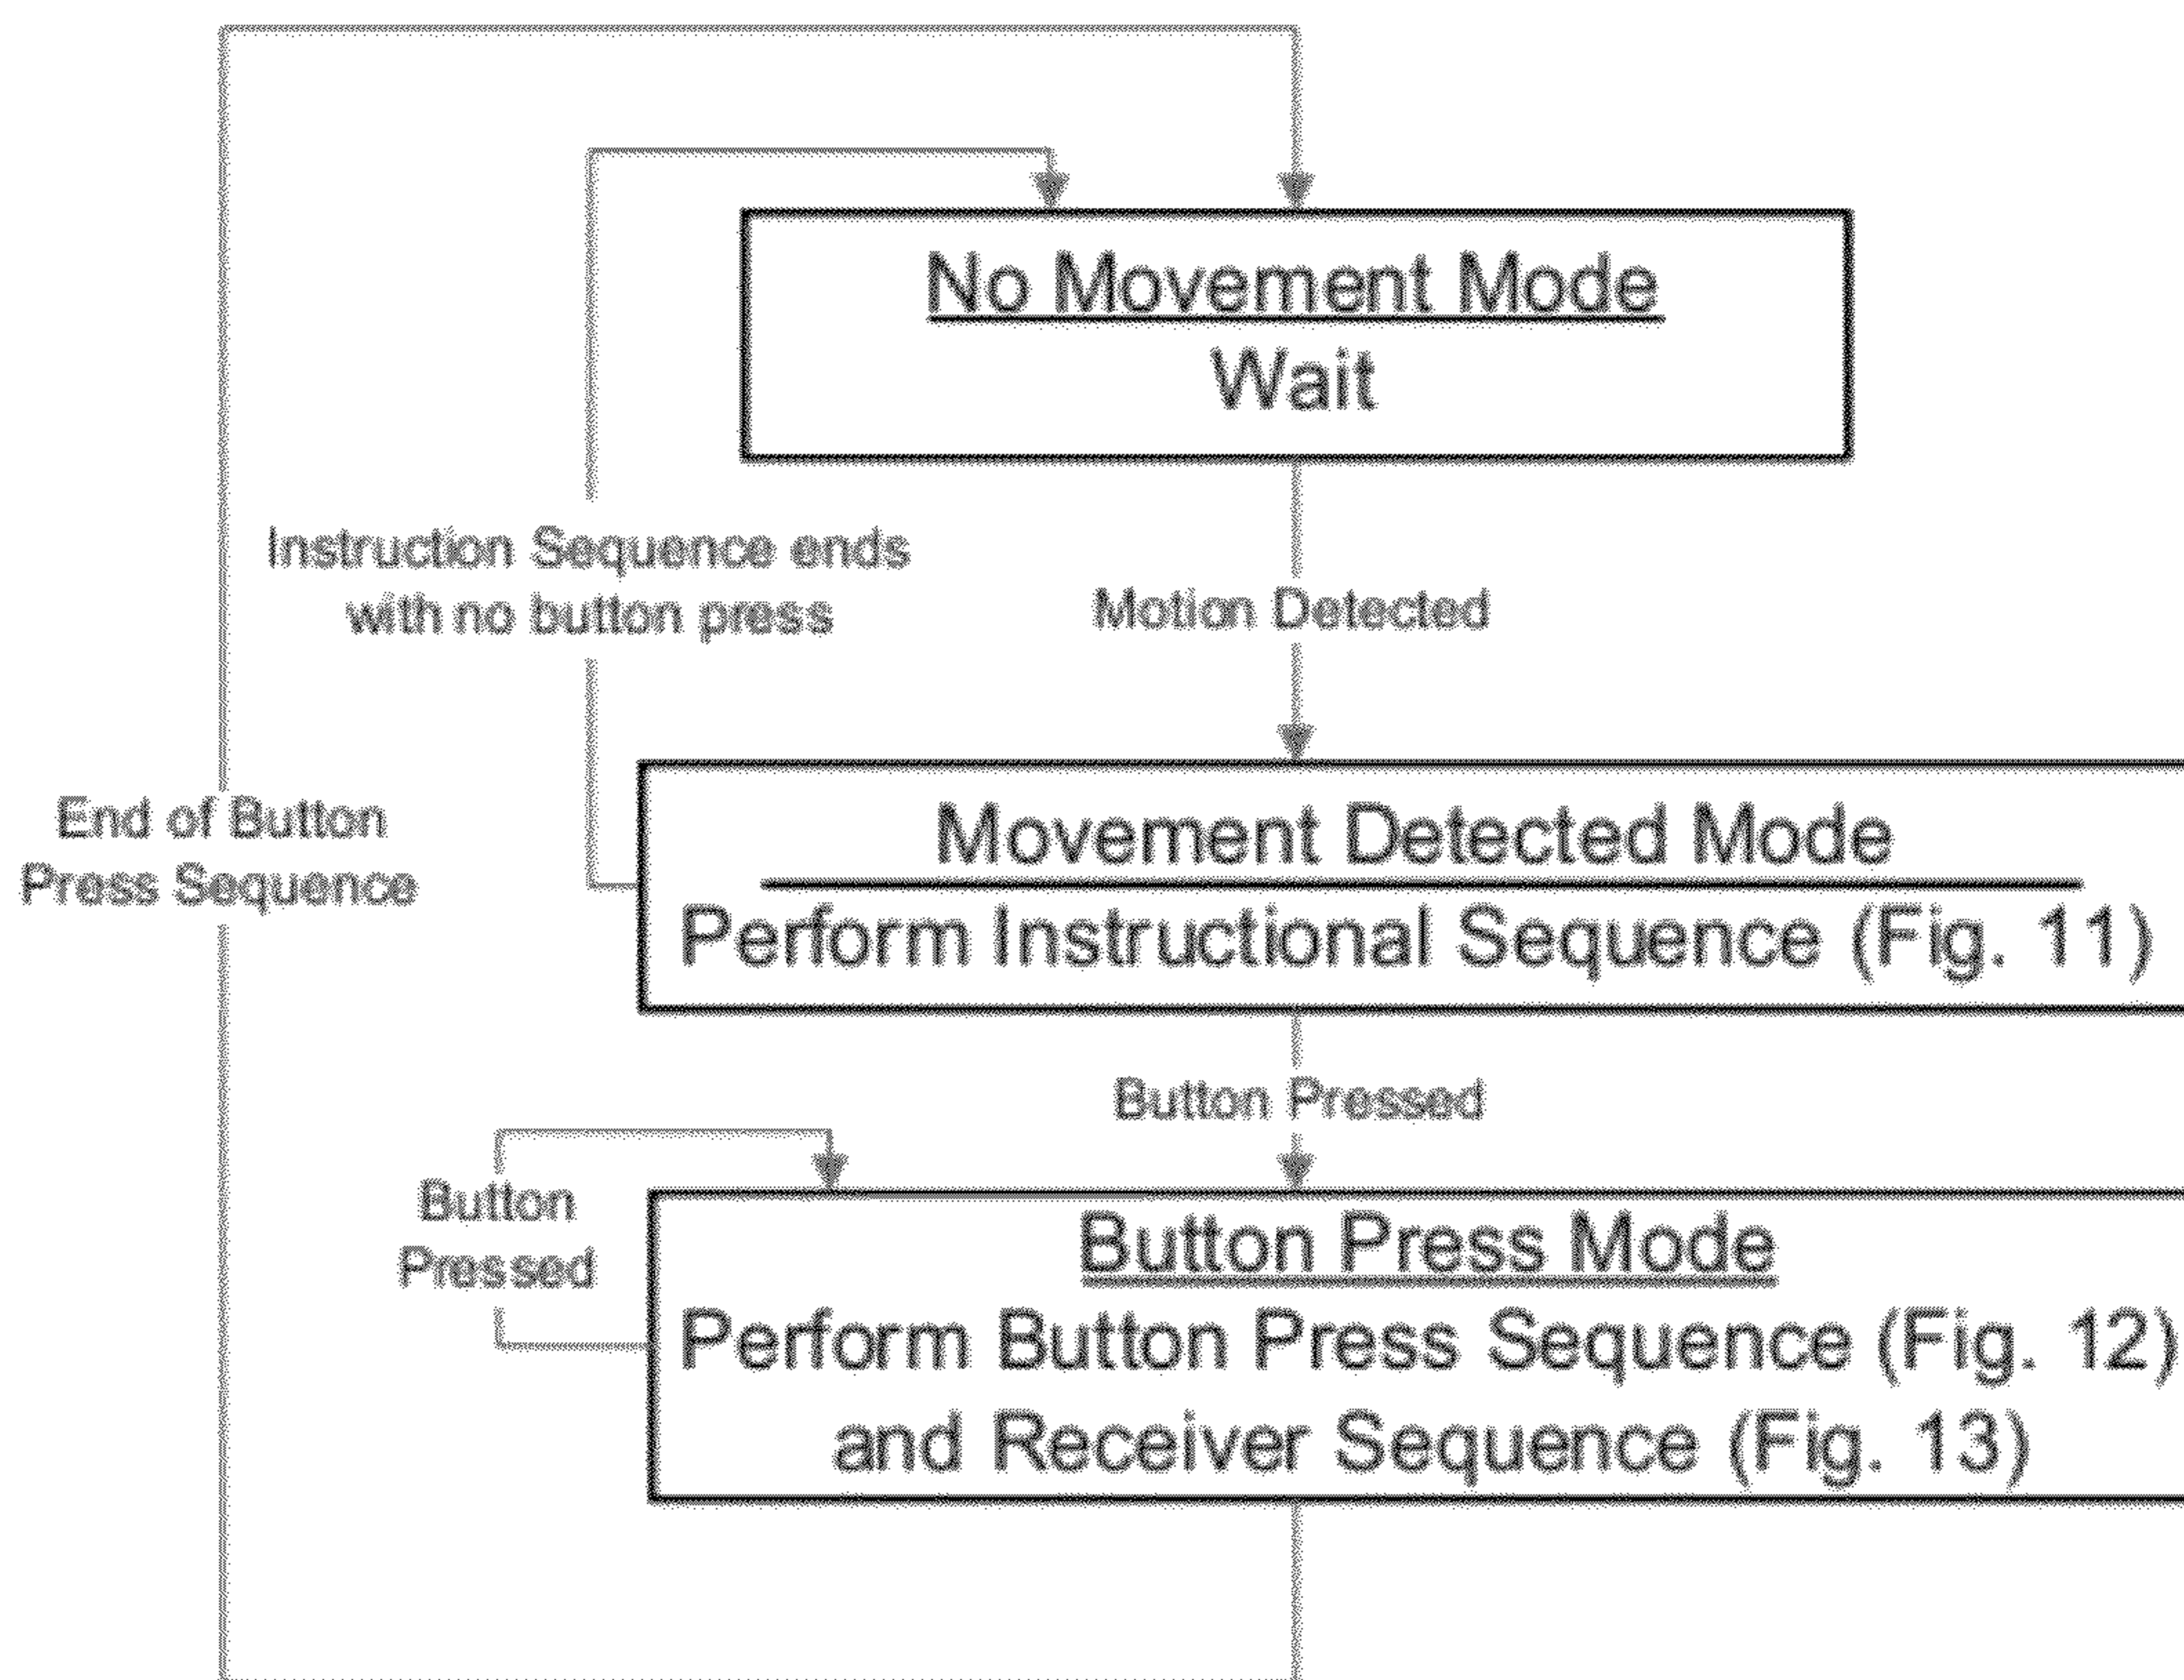 No Movement Mode
Wait
Instruction Sequence ends
with no button press
Motion Detected
End of Button
Press Sequence
Movement Detected Mode
Perform Instructional Sequence (Fig. 11)
Button Pressed
Button
Pressed
Button Press Mode
Perform Button Press Sequence (Fig. 12)
and Receiver Sequence (Fig. 13)